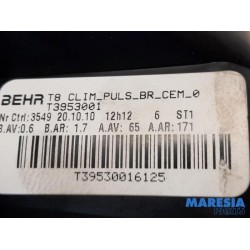 BEHR T8 CLIM_PULS_BR_CEM_0
T3953001
Nr Ctrl:3549 20.10.10 12h12 6 ST1
B.AV:0.6 B.AR: 1.7 A.AV: 65 A.AR:171
T39530016125
MARESIA